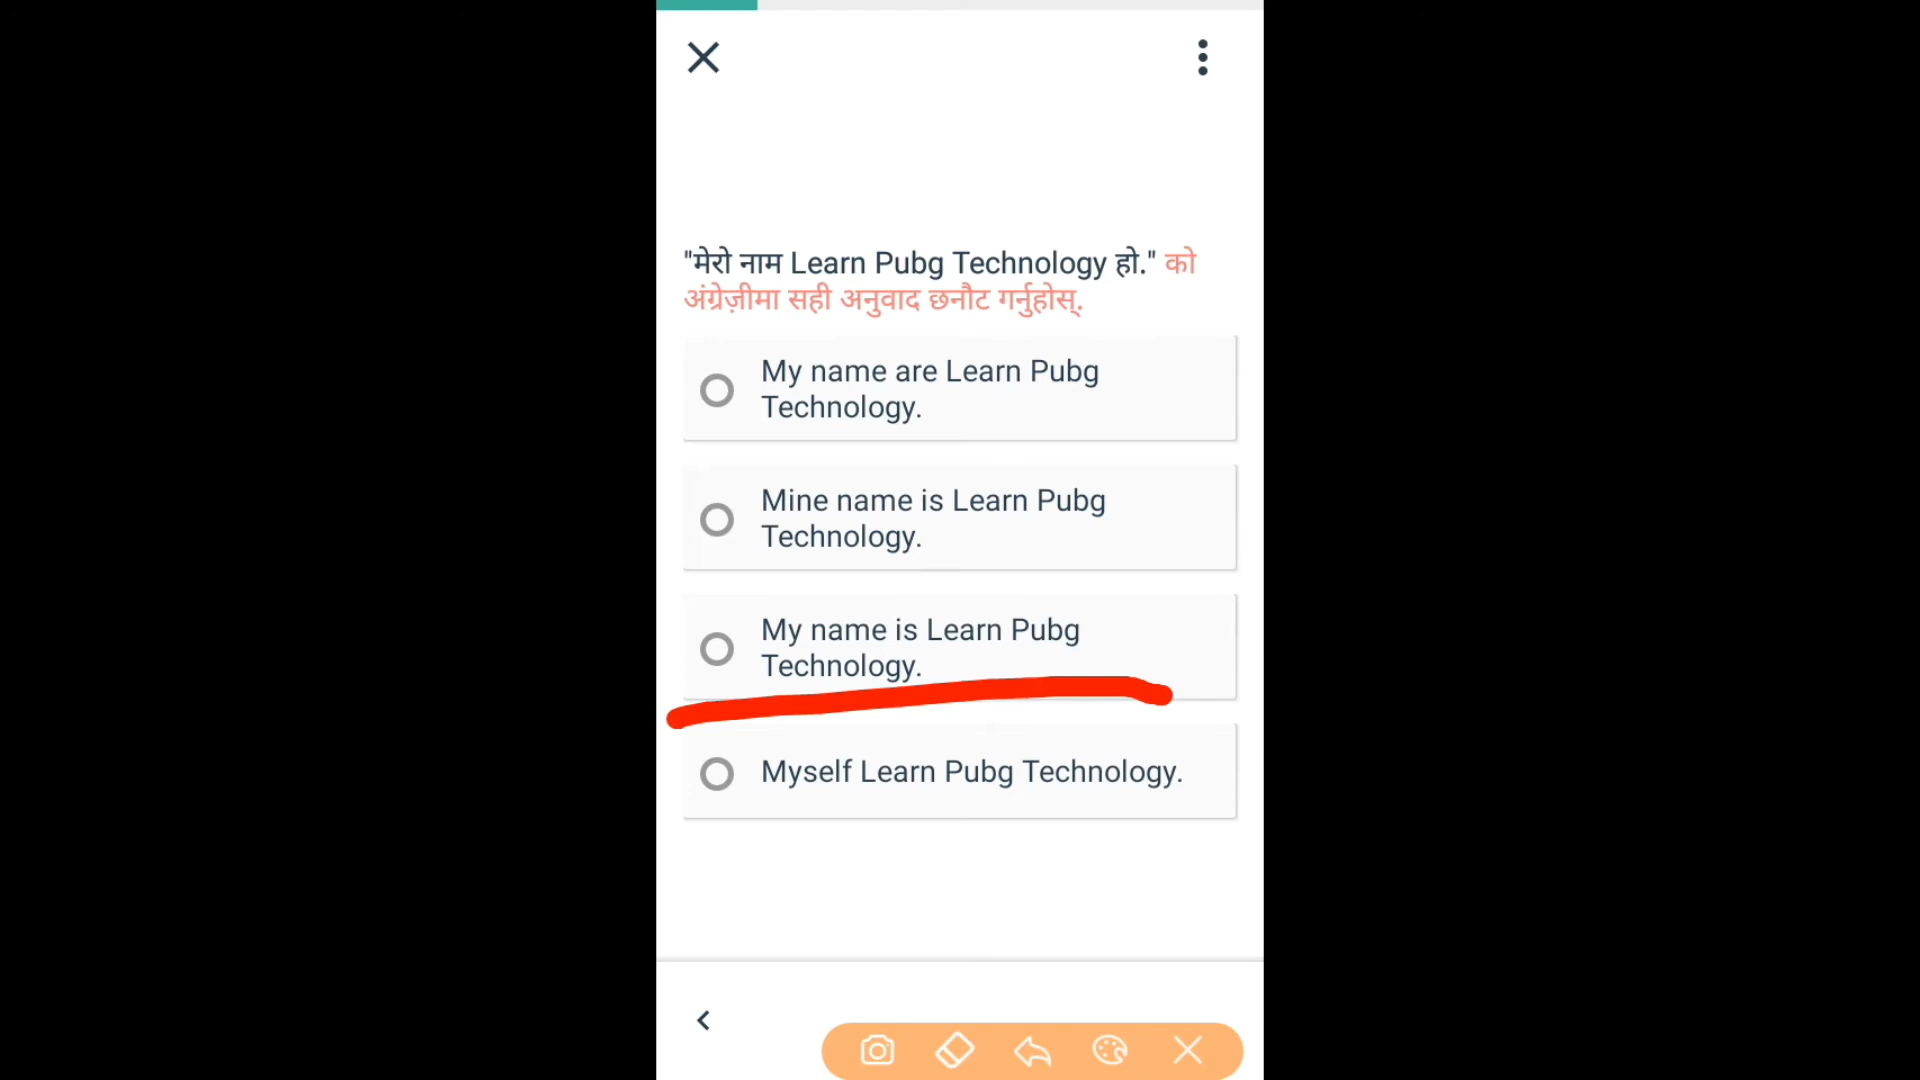 "मेरो नाम Learn Pubg Technology हो." को
अंग्रेज़ीमा सही अनुवाद छनौट गर्नुहोस्.
My name are Learn Pubg
Technology.
Mine name is Learn Pubg
Technology.
My name is Learn Pubg
Technology.
Myself Learn Pubg Technology.